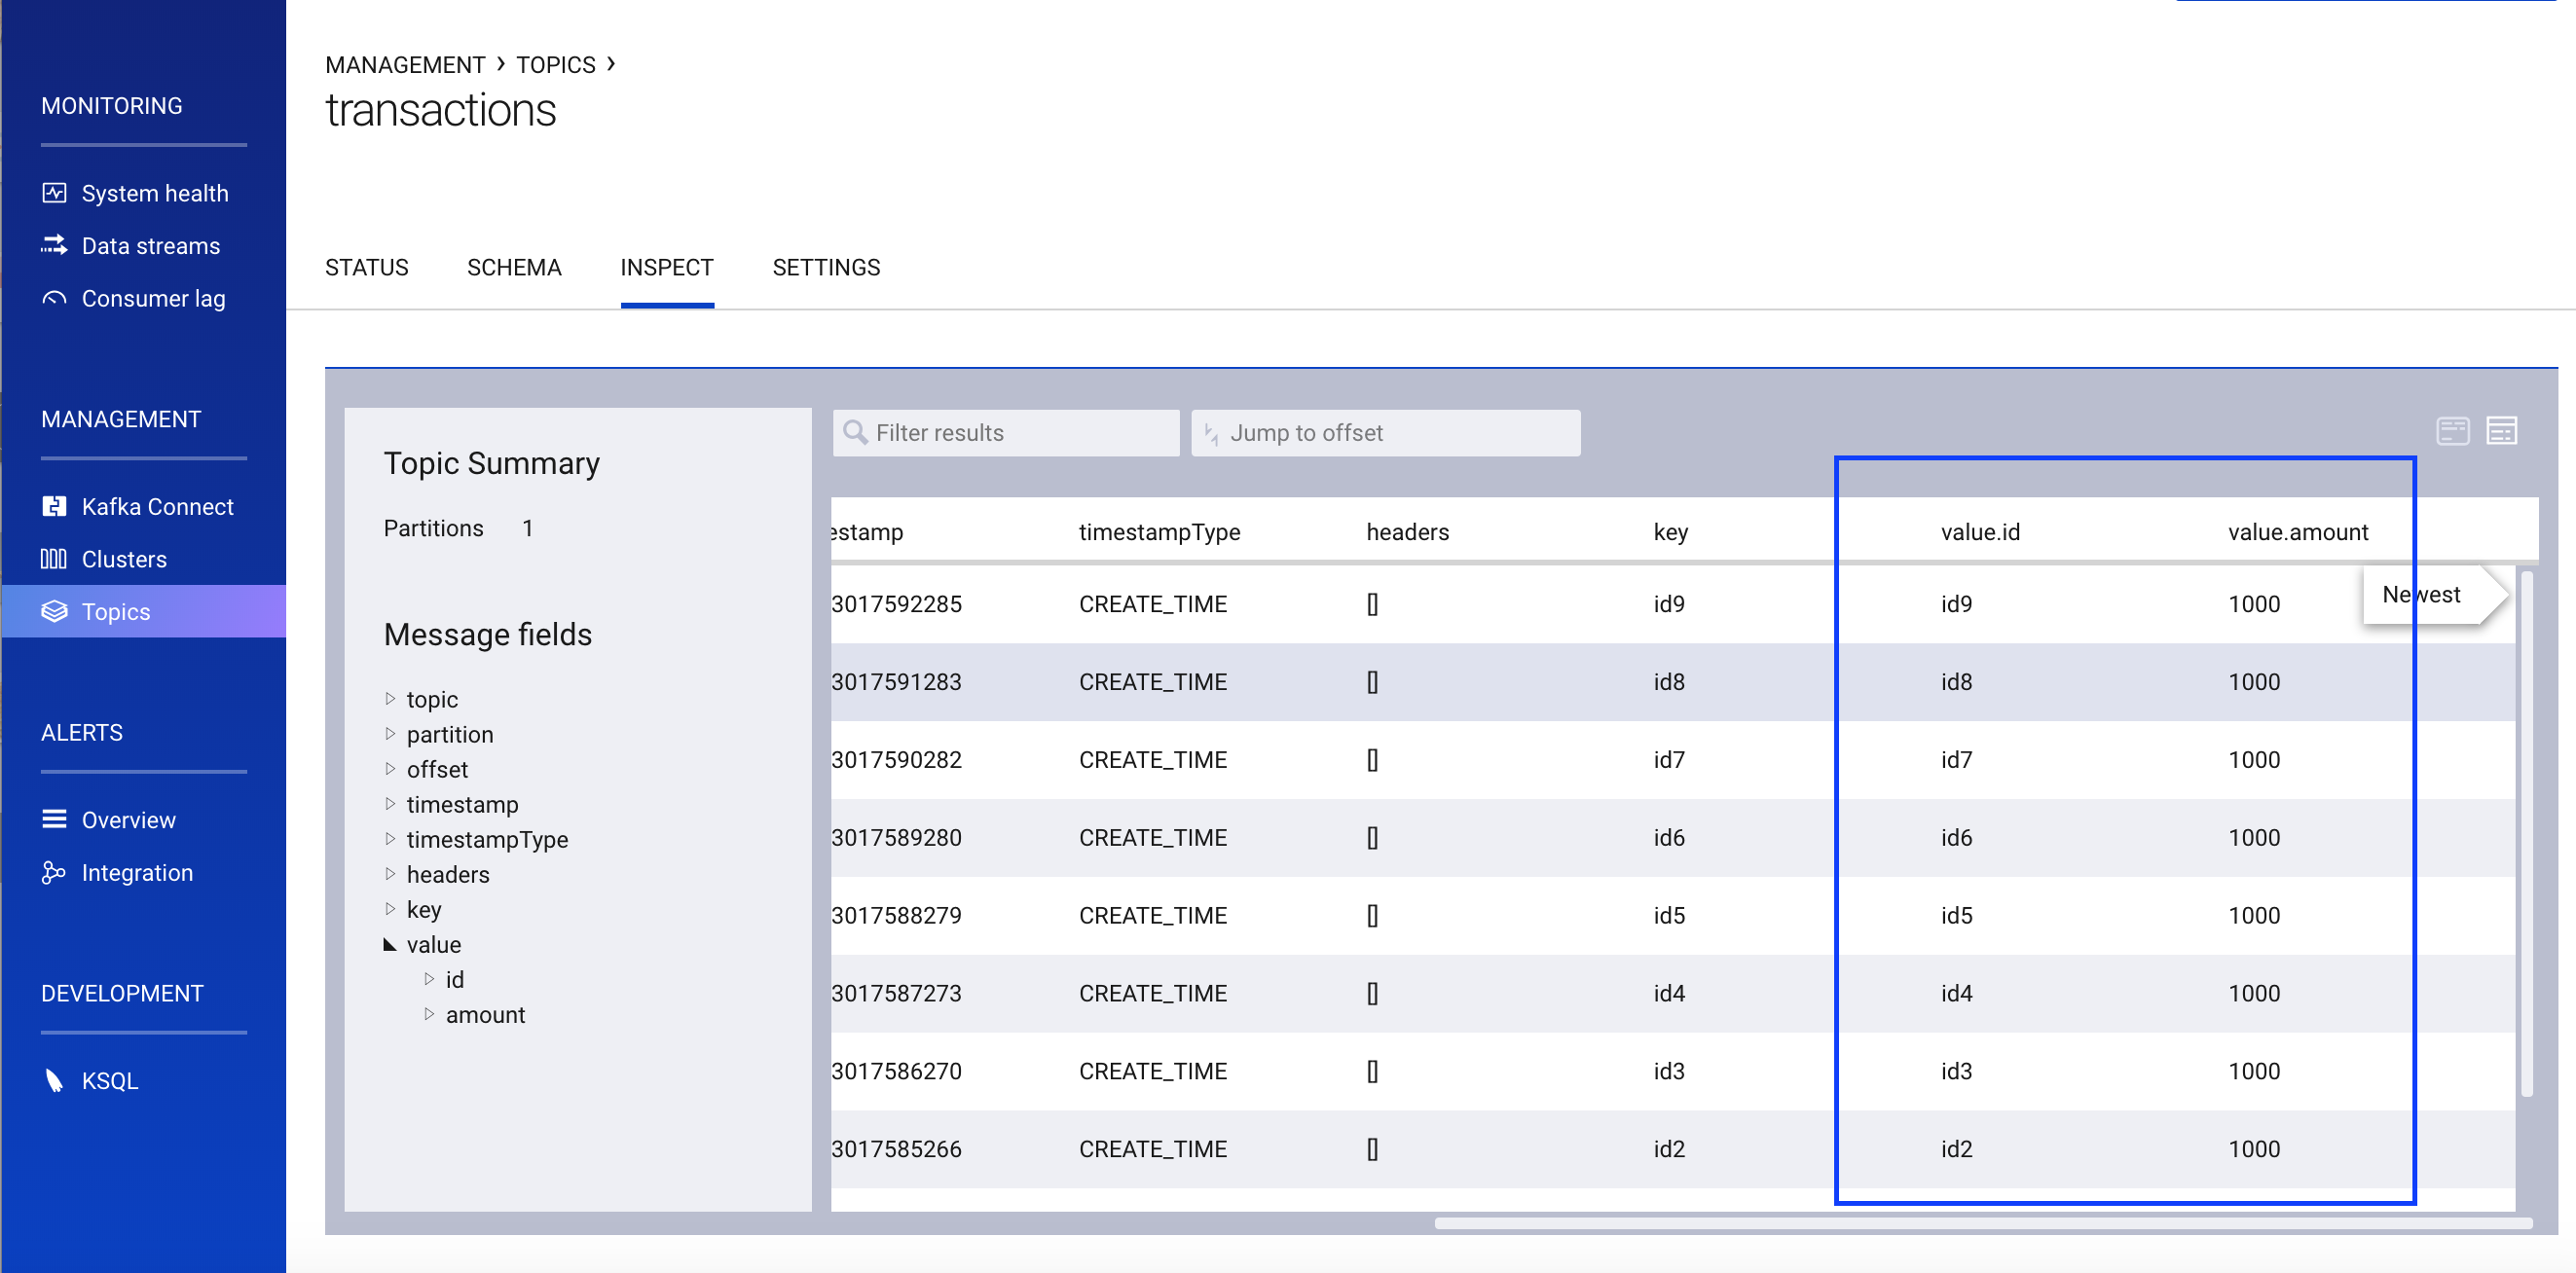 MONITORING
System health
Data streams
Consumer lag
MANAGEMENT
Kafka Connect
Clusters
Topics
ALERTS
Overview
Integration
DEVELOPMENT
KSQL
MANAGEMENT › TOPICS ›
transactions
STATUS SCHEMA INSPECT SETTINGS
Topic Summary
Partitions 1
Message fields
topic
partition
offset
timestamp
timestampType
headers
key
value
id
amount
Filter results Jump to offset
estamp timestampType headers key value.id value.amount
Newest
3017592285 CREATE_TIME [] id9 id9 1000
3017591283 CREATE_TIME [] id8 id8 1000
3017590282 CREATE_TIME [] id7 id7 1000
3017589280 CREATE_TIME [] id6 id6 1000
3017588279 CREATE_TIME [] id5 id5 1000
3017587273 CREATE_TIME [] id4 id4 1000
3017586270 CREATE_TIME [] id3 id3 1000
3017585266 CREATE_TIME [] id2 id2 1000